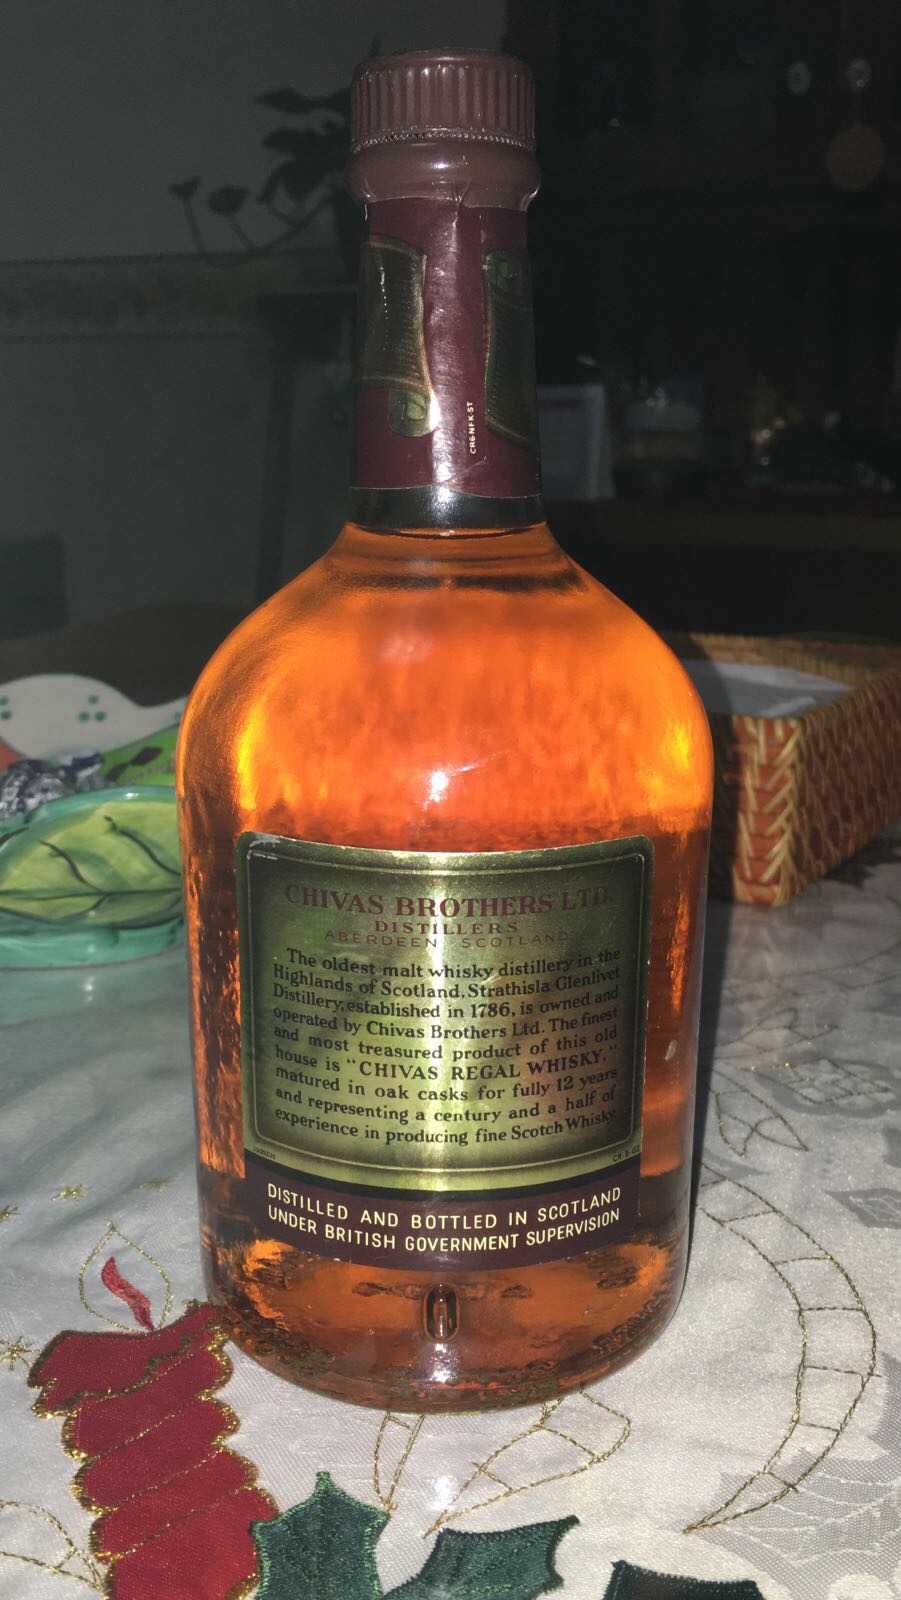 CR&NFK-ST
CHIVAS BROTHERS LTD.
DISTILLERS
ABERDEEN SCOTLAND
The oldest malt whisky distillery in the
Highlands of Scotland, Strathisla Glenlivet
Distillery, established in 1786, is owned and
operated by Chivas Brothers Ltd. The finest
and most treasured product of this old
house is "CHIVAS REGAL WHISKY,"
matured in oak casks for fully 12 years
and representing a century and a half of
experience in producing fine Scotch Whisky.
DISTILLED AND BOTTLED IN SCOTLAND
UNDER BRITISH GOVERNMENT SUPERVISION